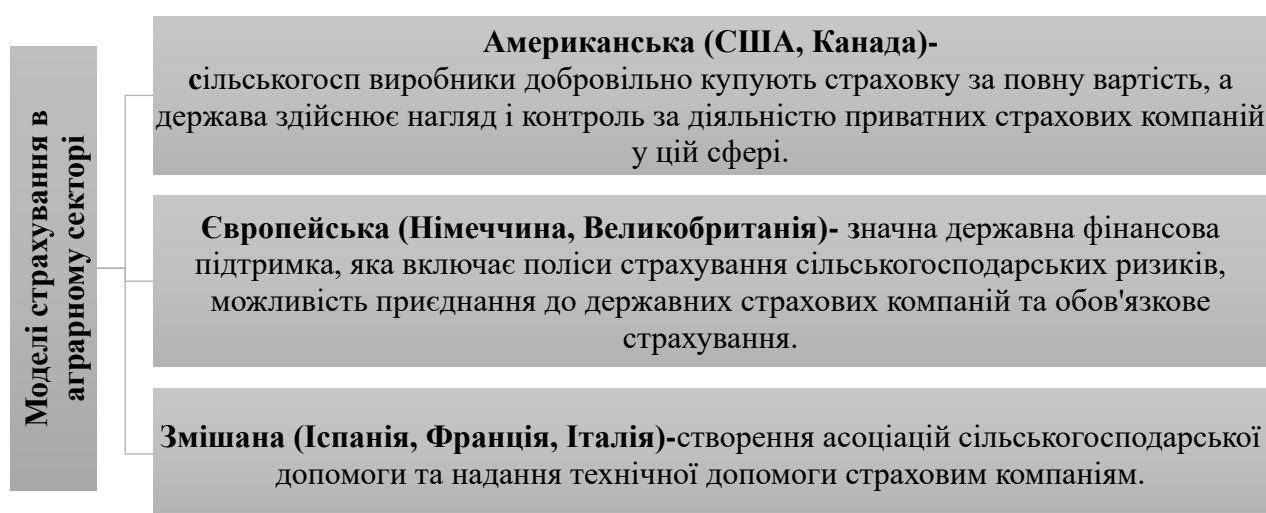 Моделі страхування в
аграрному секторі
Американська (США, Канада)-
сільськогосп виробники добровільно купують страховку за повну вартість, а
держава здійснює нагляд і контроль за діяльністю приватних страхових компаній
у цій сфері.
Європейська (Німеччина, Великобританія)- значна державна фінансова
підтримка, яка включає поліси страхування сільськогосподарських ризиків,
можливість приєднання до державних страхових компаній та обов'язкове
страхування.
Змішана (Іспанія, Франція, Італія)-створення асоціацій сільськогосподарської
допомоги та надання технічної допомоги страховим компаніям.